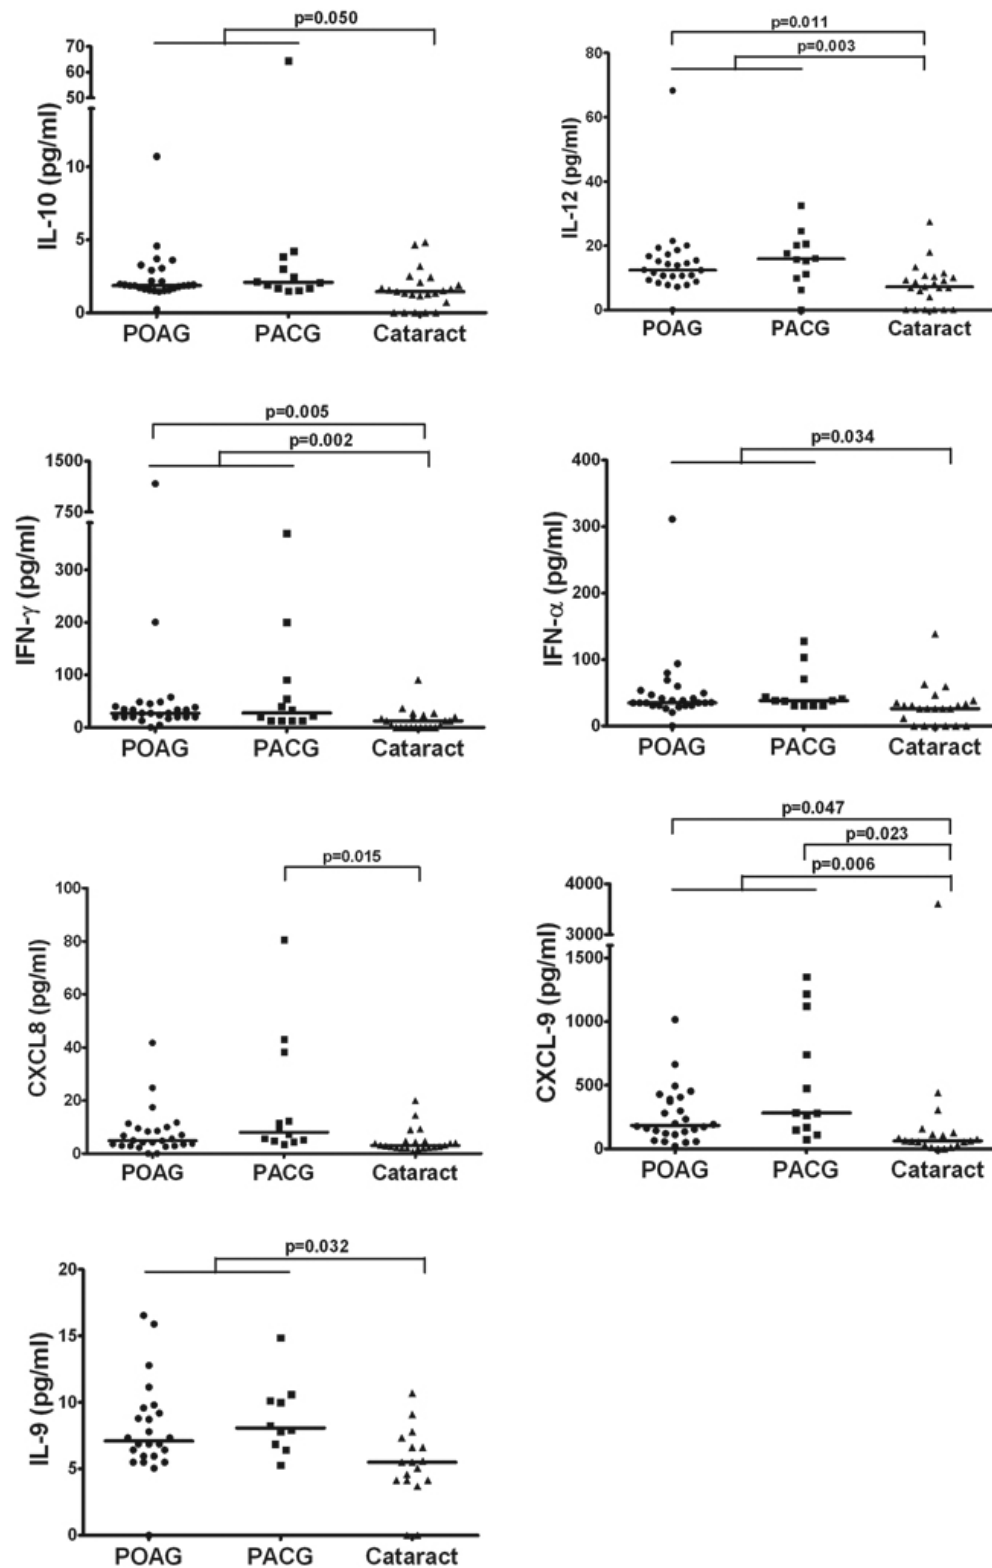 p=0.050
70
60
50
10
5
0
IL-10 (pg/ml)
POAG PACG Cataract
p=0.011
p=0.003
80
60
40
20
0
IL-12 (pg/ml)
POAG PACG Cataract
p=0.005
p=0.002
1500
750
300
200
100
0
IFN-γ (pg/ml)
POAG PACG Cataract
p=0.034
400
300
200
100
0
IFN-α (pg/ml)
POAG PACG Cataract
p=0.015
100
80
60
40
20
0
CXCL8 (pg/ml)
POAG PACG Cataract
p=0.047
p=0.023
p=0.006
4000
3000
1500
1000
500
0
CXCL-9 (pg/ml)
POAG PACG Cataract
p=0.032
20
15
10
5
0
IL-9 (pg/ml)
POAG PACG Cataract